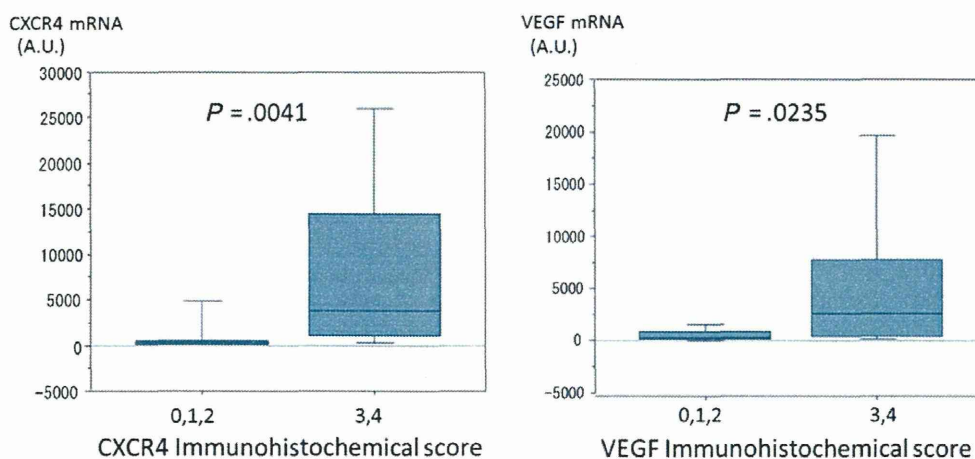 CXCR4 mRNA
(A.U.)
30000
25000
20000
15000
10000
5000
0
-5000
P = .0041
0,1,2
3,4
CXCR4 Immunohistochemical score
VEGF mRNA
(A.U.)
25000
20000
15000
10000
5000
0
-5000
P = .0235
0,1,2
3,4
VEGF Immunohistochemical score